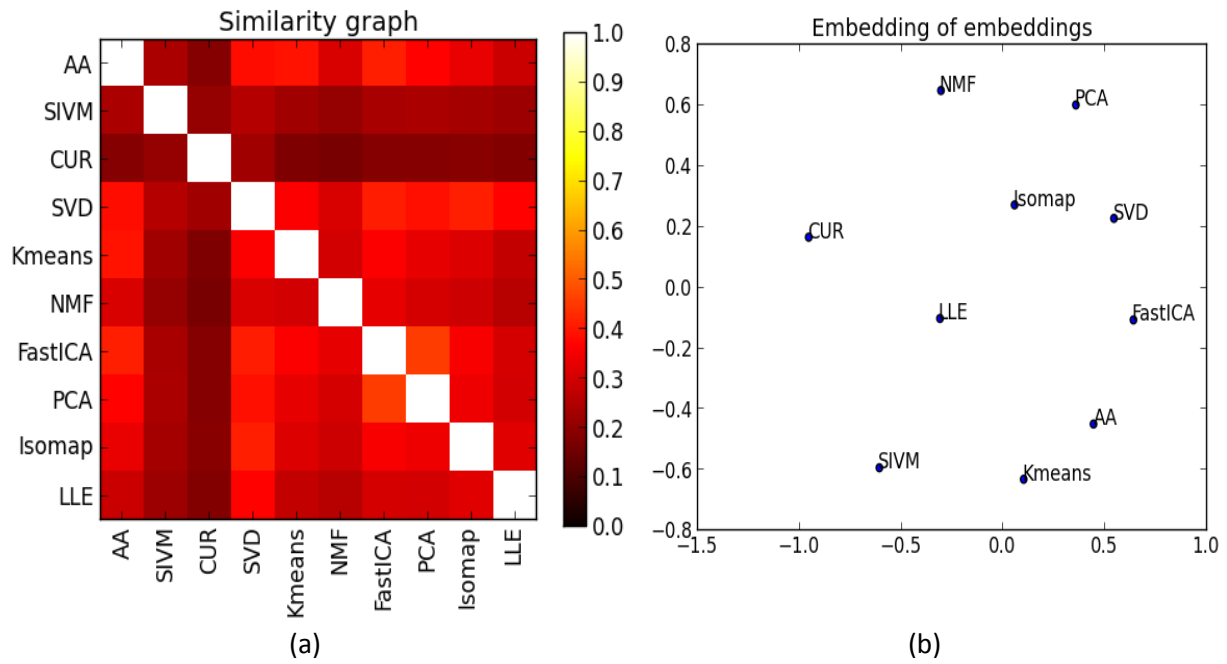 Similarity graph
AA
SIVM
CUR
SVD
Kmeans
NMF
FastICA
PCA
Isomap
LLE
AA
SIVM
CUR
SVD
Kmeans
NMF
FastICA
PCA
Isomap
LLE
1.0
0.9
0.8
0.7
0.6
0.5
0.4
0.3
0.2
0.1
0.0
(a)
Embedding of embeddings
0.8
0.6
0.4
0.2
0.0
−0.2
−0.4
−0.6
−0.8
NMF
PCA
Isomap
SVD
CUR
LLE
FastICA
AA
SIVM
Kmeans
−1.5 −1.0 −0.5 0.0 0.5 1.0
(b)